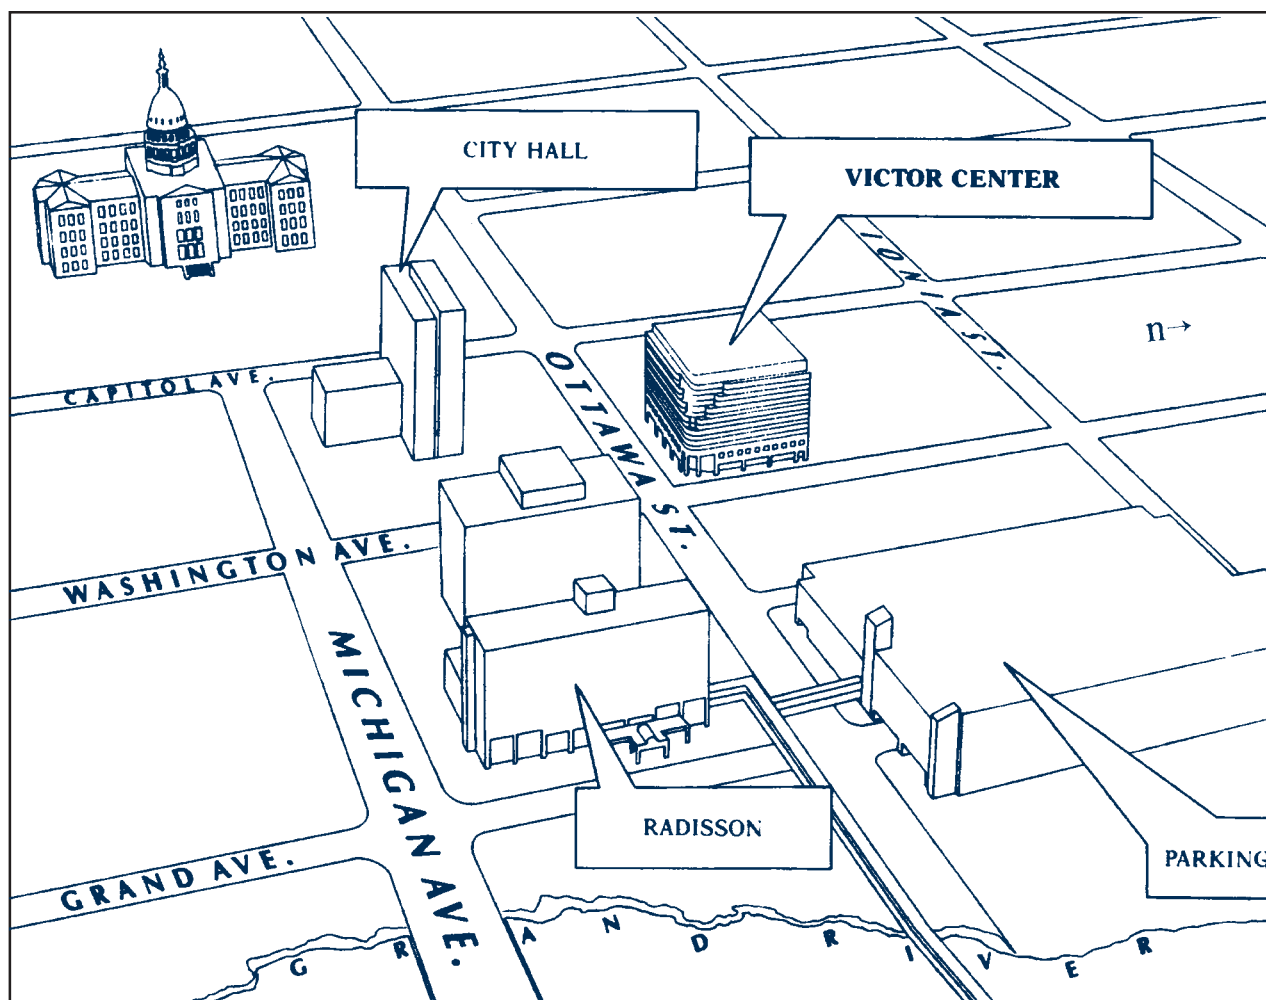 CITY HALL
VICTOR CENTER
IONIA ST.
n→
CAPITOL AVE.
OTTAWA ST.
WASHINGTON AVE.
MICHIGAN AVE.
RADISSON
PARKING
GRAND AVE.
GRAND RIVER